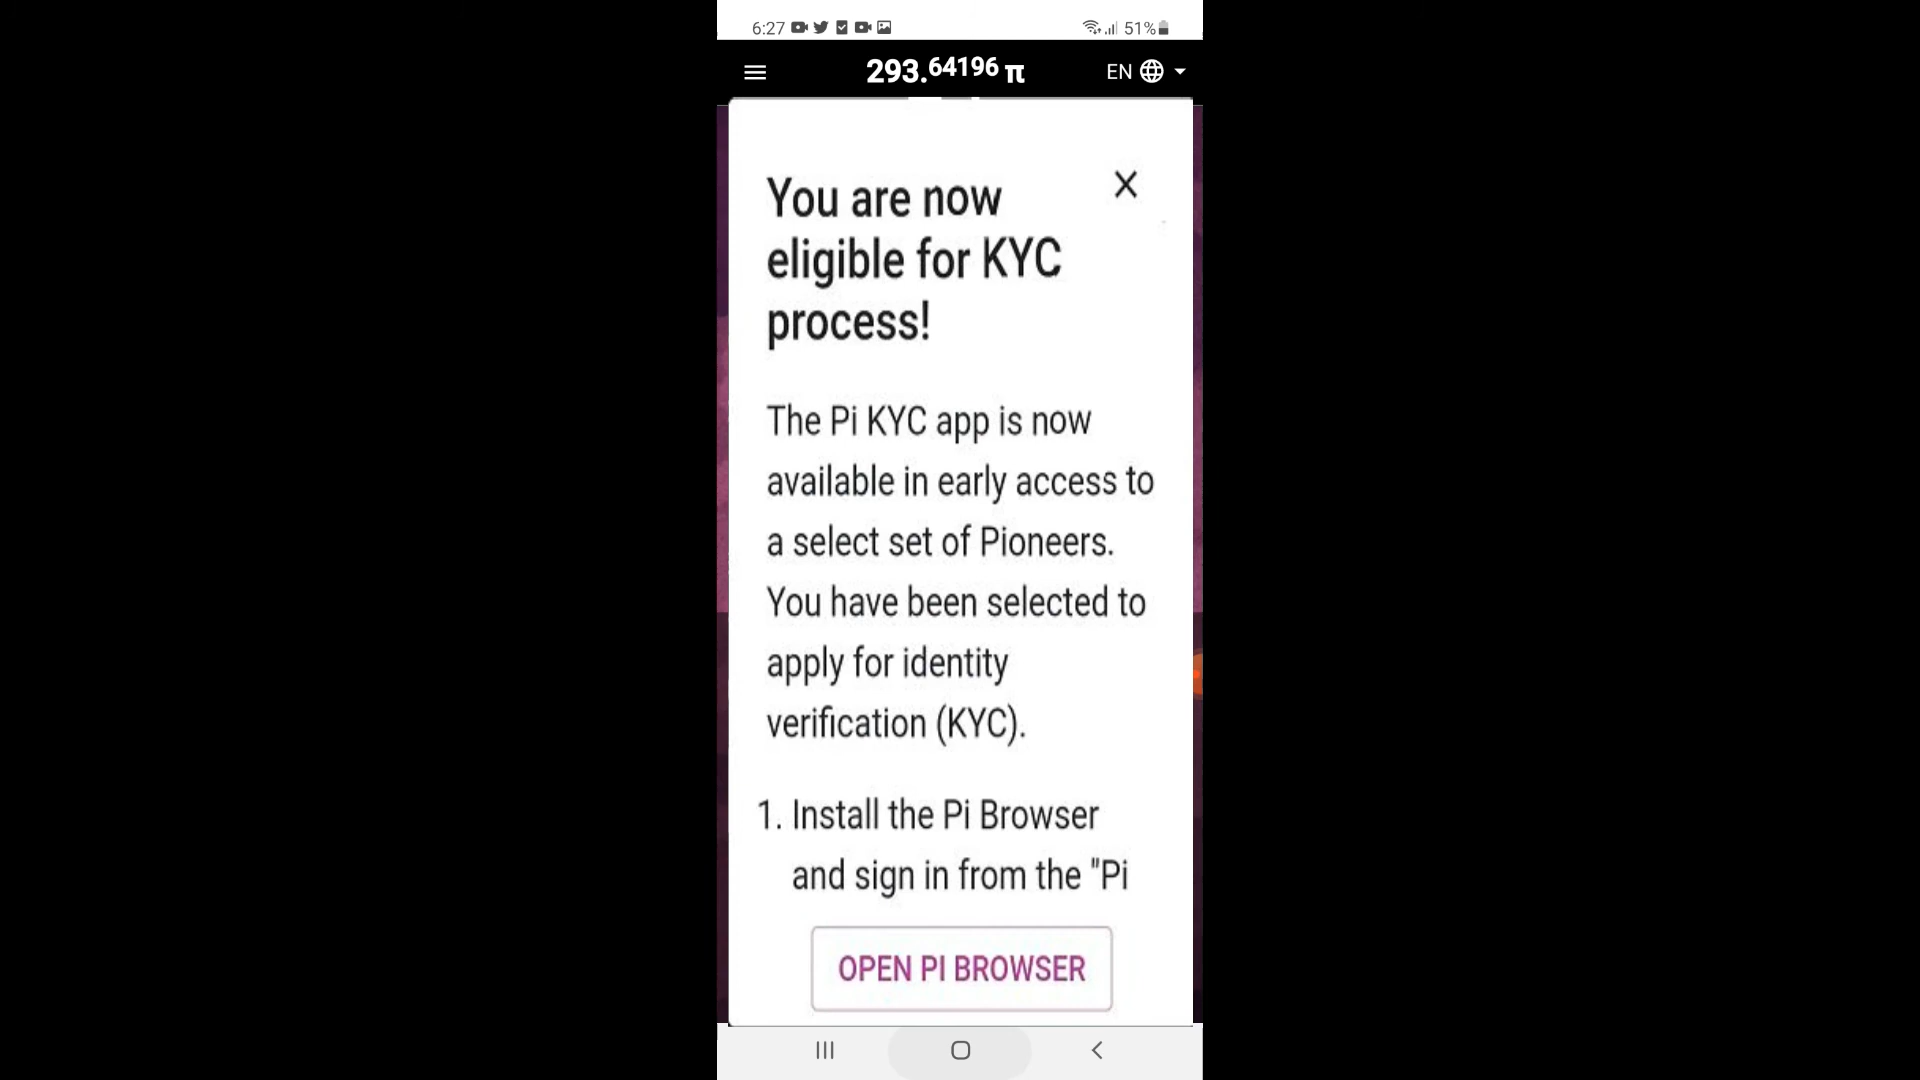 6:27 51%
293.64196 π EN
You are now
eligible for KYC
process!
The Pi KYC app is now
available in early access to
a select set of Pioneers.
You have been selected to
apply for identity
verification (KYC).
1. Install the Pi Browser
and sign in from the "Pi
OPEN PI BROWSER